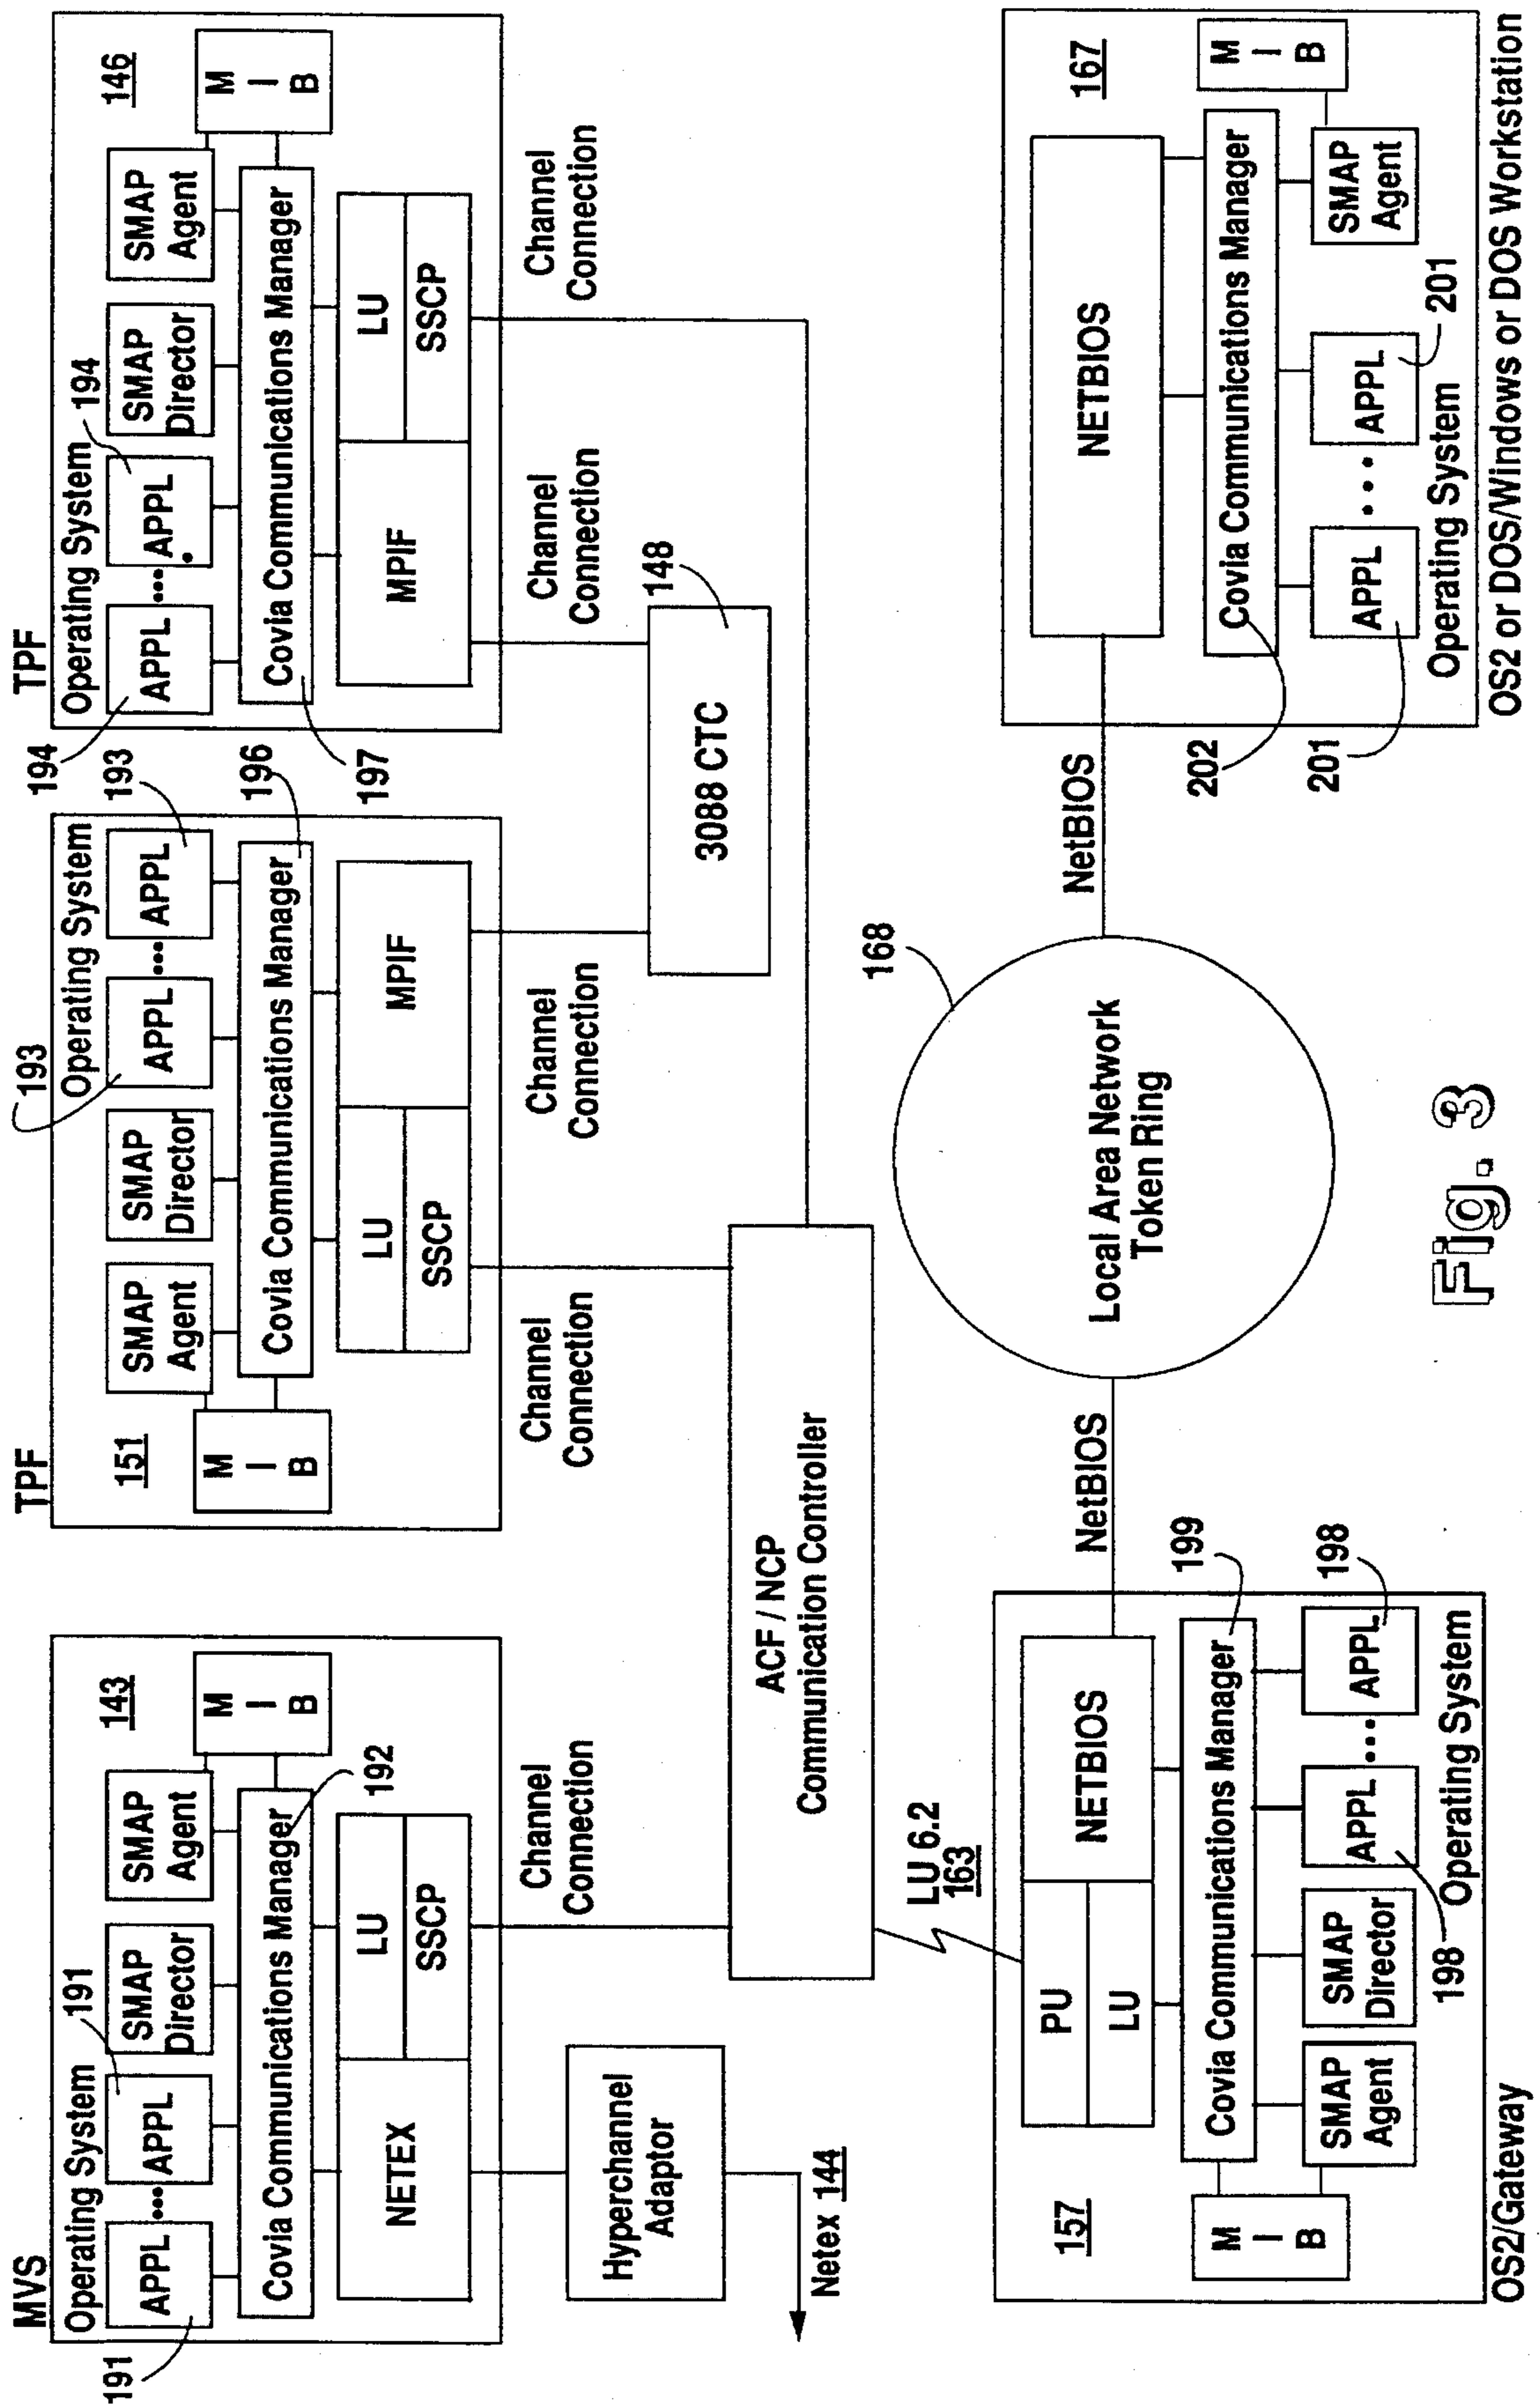 MVS
Operating System
143
APPL
...
APPL
SMAP
Director
SMAP
Agent
M
I
B
191
191
Covia Communications Manager
192
NETEX
LU
SSCP
Hyperchannel
Adaptor
Netex 144
Channel
Connection
TPF
151
Operating System
SMAP
Agent
SMAP
Director
APPL
...
APPL
193
193
M
I
B
Covia Communications Manager
196
LU
SSCP
MPIF
Channel
Connection
Channel
Connection
TPF
Operating System
146
APPL
...
APPL
SMAP
Director
SMAP
Agent
M
I
B
194
194
Covia Communications Manager
197
MPIF
LU
SSCP
Channel
Connection
Channel
Connection
3088 CTC
148
ACF / NCP
Communication Controller
LU 6.2
163
157
PU
LU
NETBIOS
Covia Communications Manager
199
M
I
B
SMAP
Agent
SMAP
Director
APPL
...
APPL
198
198
Operating System
OS2/Gateway
NetBIOS
Local Area Network
Token Ring
168
NetBIOS
NETBIOS
167
Covia Communications Manager
202
APPL
....
APPL
201
201
SMAP
Agent
M
I
B
Operating System
OS2 or DOS/Windows or DOS Workstation
Fig. 3